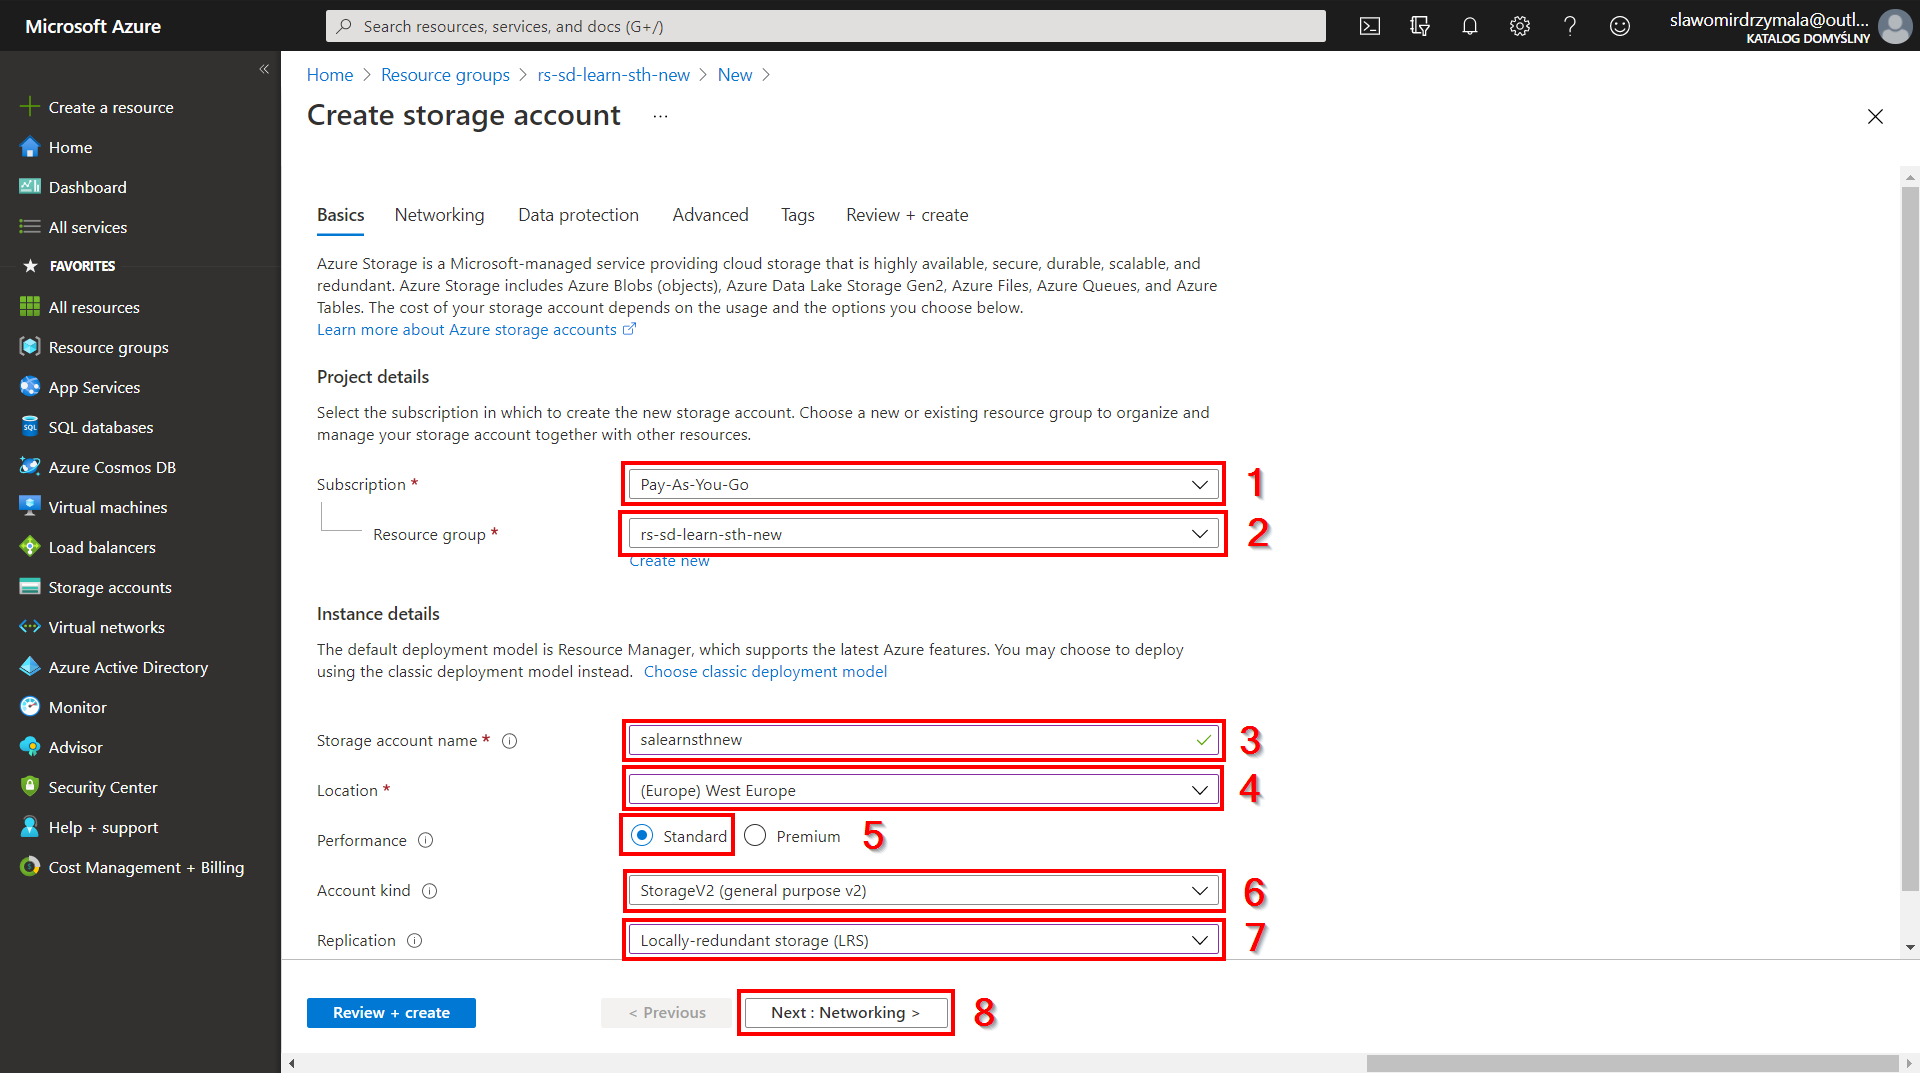 Microsoft Azure
Search resources, services, and docs (G+/)
slawomirdrzymala@outl...
KATALOG DOMYŚLNY
Create a resource
Home
Dashboard
All services
FAVORITES
All resources
Resource groups
App Services
SQL databases
Azure Cosmos DB
Virtual machines
Load balancers
Storage accounts
Virtual networks
Azure Active Directory
Monitor
Advisor
Security Center
Help + support
Cost Management + Billing
Home > Resource groups > rs-sd-learn-sth-new > New >
Create storage account ...
Basics Networking Data protection Advanced Tags Review + create
Azure Storage is a Microsoft-managed service providing cloud storage that is highly available, secure, durable, scalable, and
redundant. Azure Storage includes Azure Blobs (objects), Azure Data Lake Storage Gen2, Azure Files, Azure Queues, and Azure
Tables. The cost of your storage account depends on the usage and the options you choose below.
Learn more about Azure storage accounts
Project details
Select the subscription in which to create the new storage account. Choose a new or existing resource group to organize and
manage your storage account together with other resources.
Subscription * Pay-As-You-Go 1
Resource group * rs-sd-learn-sth-new 2
Create new
Instance details
The default deployment model is Resource Manager, which supports the latest Azure features. You may choose to deploy
using the classic deployment model instead. Choose classic deployment model
Storage account name * salearnsthnew 3
Location * (Europe) West Europe 4
Performance Standard Premium 5
Account kind StorageV2 (general purpose v2) 6
Replication Locally-redundant storage (LRS) 7
Review + create < Previous Next : Networking > 8